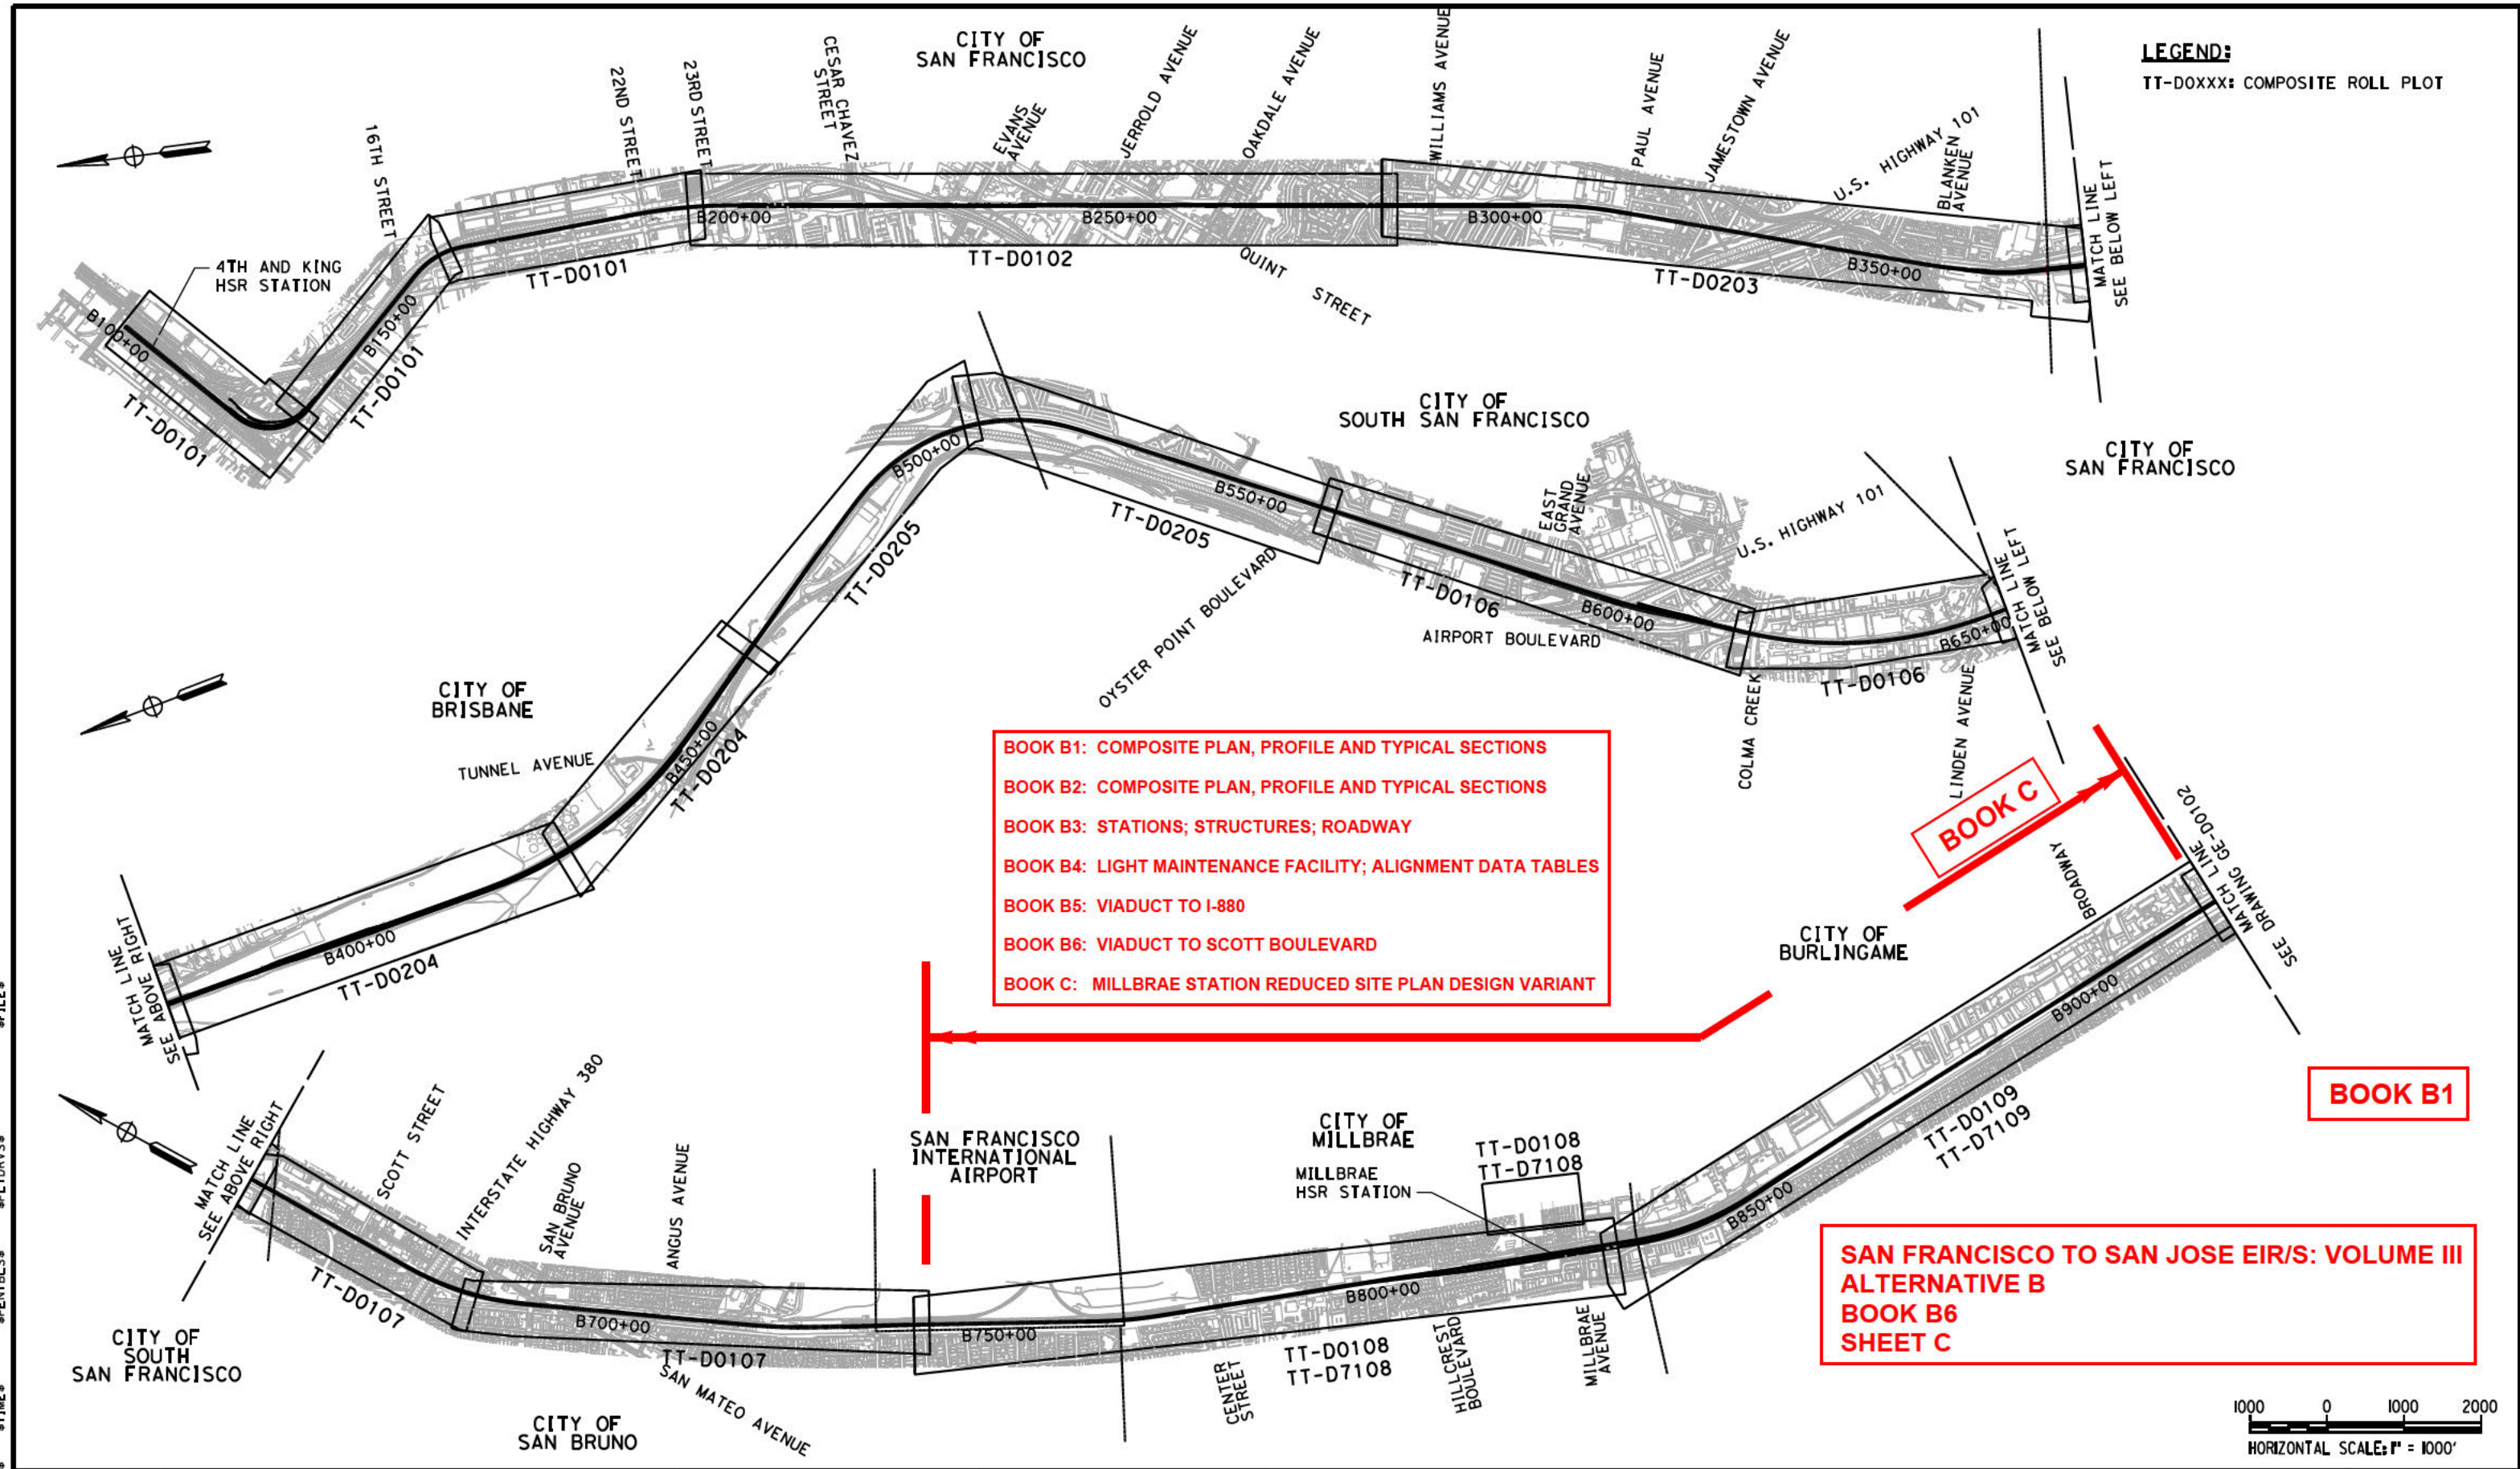 CITY OF
SAN FRANCISCO
LEGEND:
TT-DOXXX: COMPOSITE ROLL PLOT
16TH STREET
22ND STREET
23RD STREET
CESAR CHAVEZ
STREET
EVANS
AVENUE
JERROLD AVENUE
OAKDALE AVENUE
WILLIAMS AVENUE
PAUL AVENUE
JAMESTOWN AVENUE
U.S. HIGHWAY 101
BLANKEN
AVENUE
MATCH LINE
SEE BELOW LEFT
4TH AND KING
HSR STATION
B100+00
B150+00
B200+00
B250+00
B300+00
B350+00
TT-D0101
TT-D0101
TT-D0101
TT-D0102
QUINT STREET
TT-D0203
CITY OF
SOUTH SAN FRANCISCO
CITY OF
SAN FRANCISCO
CITY OF
BRISBANE
TUNNEL AVENUE
MATCH LINE
SEE ABOVE RIGHT
B400+00
TT-D0204
B450+00
TT-D0204
B500+00
TT-D0205
TT-D0205
B550+00
OYSTER POINT BOULEVARD
EAST
GRAND
AVENUE
TT-D0106
B600+00
AIRPORT BOULEVARD
U.S. HIGHWAY 101
COLMA CREEK
TT-D0106
B650+00
LINDEN AVENUE
MATCH LINE
SEE BELOW LEFT
BOOK B1: COMPOSITE PLAN, PROFILE AND TYPICAL SECTIONS
BOOK B2: COMPOSITE PLAN, PROFILE AND TYPICAL SECTIONS
BOOK B3: STATIONS; STRUCTURES; ROADWAY
BOOK B4: LIGHT MAINTENANCE FACILITY; ALIGNMENT DATA TABLES
BOOK B5: VIADUCT TO I-880
BOOK B6: VIADUCT TO SCOTT BOULEVARD
BOOK C: MILLBRAE STATION REDUCED SITE PLAN DESIGN VARIANT
BOOK C
MATCH LINE
SEE DRAWING GE-D0102
BROADWAY
CITY OF
BURLINGAME
BOOK B1
MATCH LINE
SEE ABOVE RIGHT
SCOTT STREET
INTERSTATE HIGHWAY 380
SAN BRUNO
AVENUE
ANGUS AVENUE
SAN FRANCISCO
INTERNATIONAL
AIRPORT
CITY OF
MILLBRAE
MILLBRAE
HSR STATION
TT-D0108
TT-D7108
B700+00
B750+00
B800+00
B850+00
B900+00
TT-D0109
TT-D7109
TT-D0107
TT-D0107
SAN MATEO AVENUE
CENTER
STREET
TT-D0108
TT-D7108
HILLCREST
BOULEVARD
MILLBRAE
AVENUE
CITY OF
SOUTH
SAN FRANCISCO
CITY OF
SAN BRUNO
SAN FRANCISCO TO SAN JOSE EIR/S: VOLUME III
ALTERNATIVE B
BOOK B6
SHEET C
1000 0 1000 2000
HORIZONTAL SCALE: 1" = 1000'